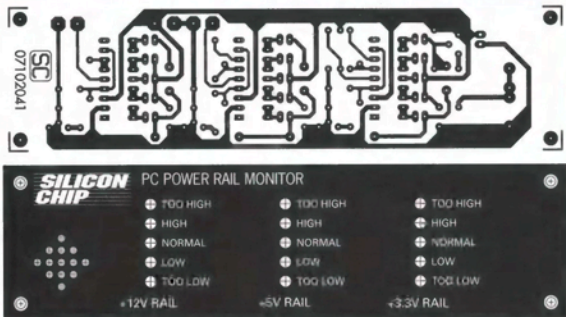 SC
07102041
SILICON CHIP
PC POWER RAIL MONITOR
TOO HIGH TOO HIGH TOO HIGH
HIGH HIGH HIGH
NORMAL NORMAL NORMAL
LOW LOW LOW
TOO LOW TOO LOW TOO LOW
+12V RAIL +5V RAIL +3.3V RAIL